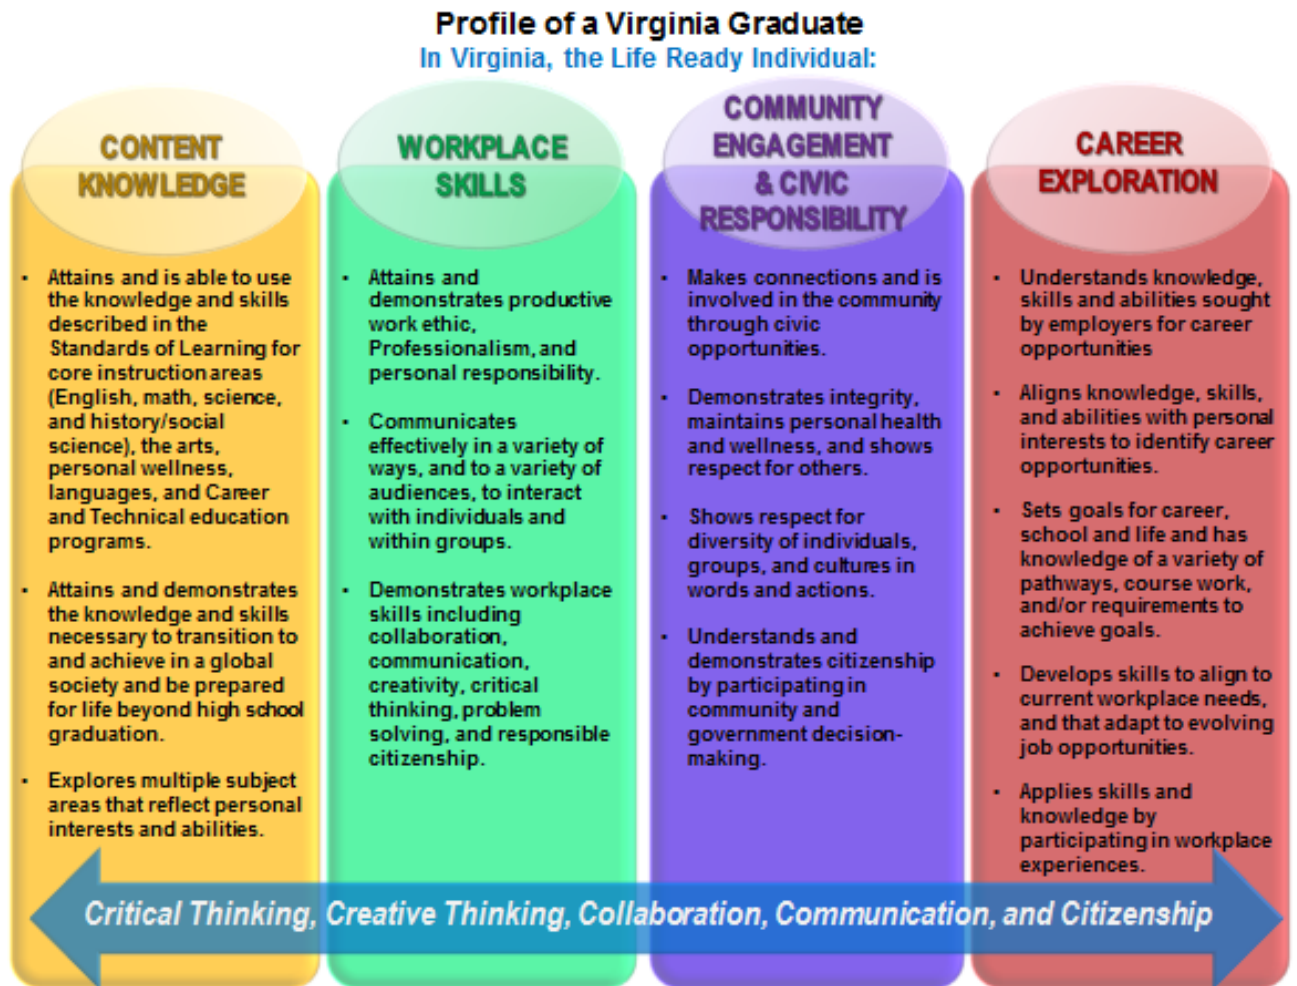 Profile of a Virginia Graduate
In Virginia, the Life Ready Individual:
CONTENT
KNOWLEDGE
▪ Attains and is able to use
the knowledge and skills
described in the
Standards of Learning for
core instruction areas
(English, math, science,
and history/social
science), the arts,
personal wellness,
languages, and Career
and Technical education
programs.
▪ Attains and demonstrates
the knowledge and skills
necessary to transition to
and achieve in a global
society and be prepared
for life beyond high school
graduation.
▪ Explores multiple subject
areas that reflect personal
interests and abilities.
WORKPLACE
SKILLS
▪ Attains and
demonstrates productive
work ethic,
Professionalism, and
personal responsibility.
▪ Communicates
effectively in a variety of
ways, and to a variety of
audiences, to interact
with individuals and
within groups.
▪ Demonstrates workplace
skills including
collaboration,
communication,
creativity, critical
thinking, problem
solving, and responsible
citizenship.
COMMUNITY
ENGAGEMENT
& CIVIC
RESPONSIBILITY
▪ Makes connections and is
involved in the community
through civic
opportunities.
▪ Demonstrates integrity,
maintains personal health
and wellness, and shows
respect for others.
▪ Shows respect for
diversity of individuals,
groups, and cultures in
words and actions.
▪ Understands and
demonstrates citizenship
by participating in
community and
government decision-
making.
CAREER
EXPLORATION
▪ Understands knowledge,
skills and abilities sought
by employers for career
opportunities
▪ Aligns knowledge, skills,
and abilities with personal
interests to identify career
opportunities.
▪ Sets goals for career,
school and life and has
knowledge of a variety of
pathways, course work,
and/or requirements to
achieve goals.
▪ Develops skills to align to
current workplace needs,
and that adapt to evolving
job opportunities.
▪ Applies skills and
knowledge by
participating in workplace
experiences.
Critical Thinking, Creative Thinking, Collaboration, Communication, and Citizenship